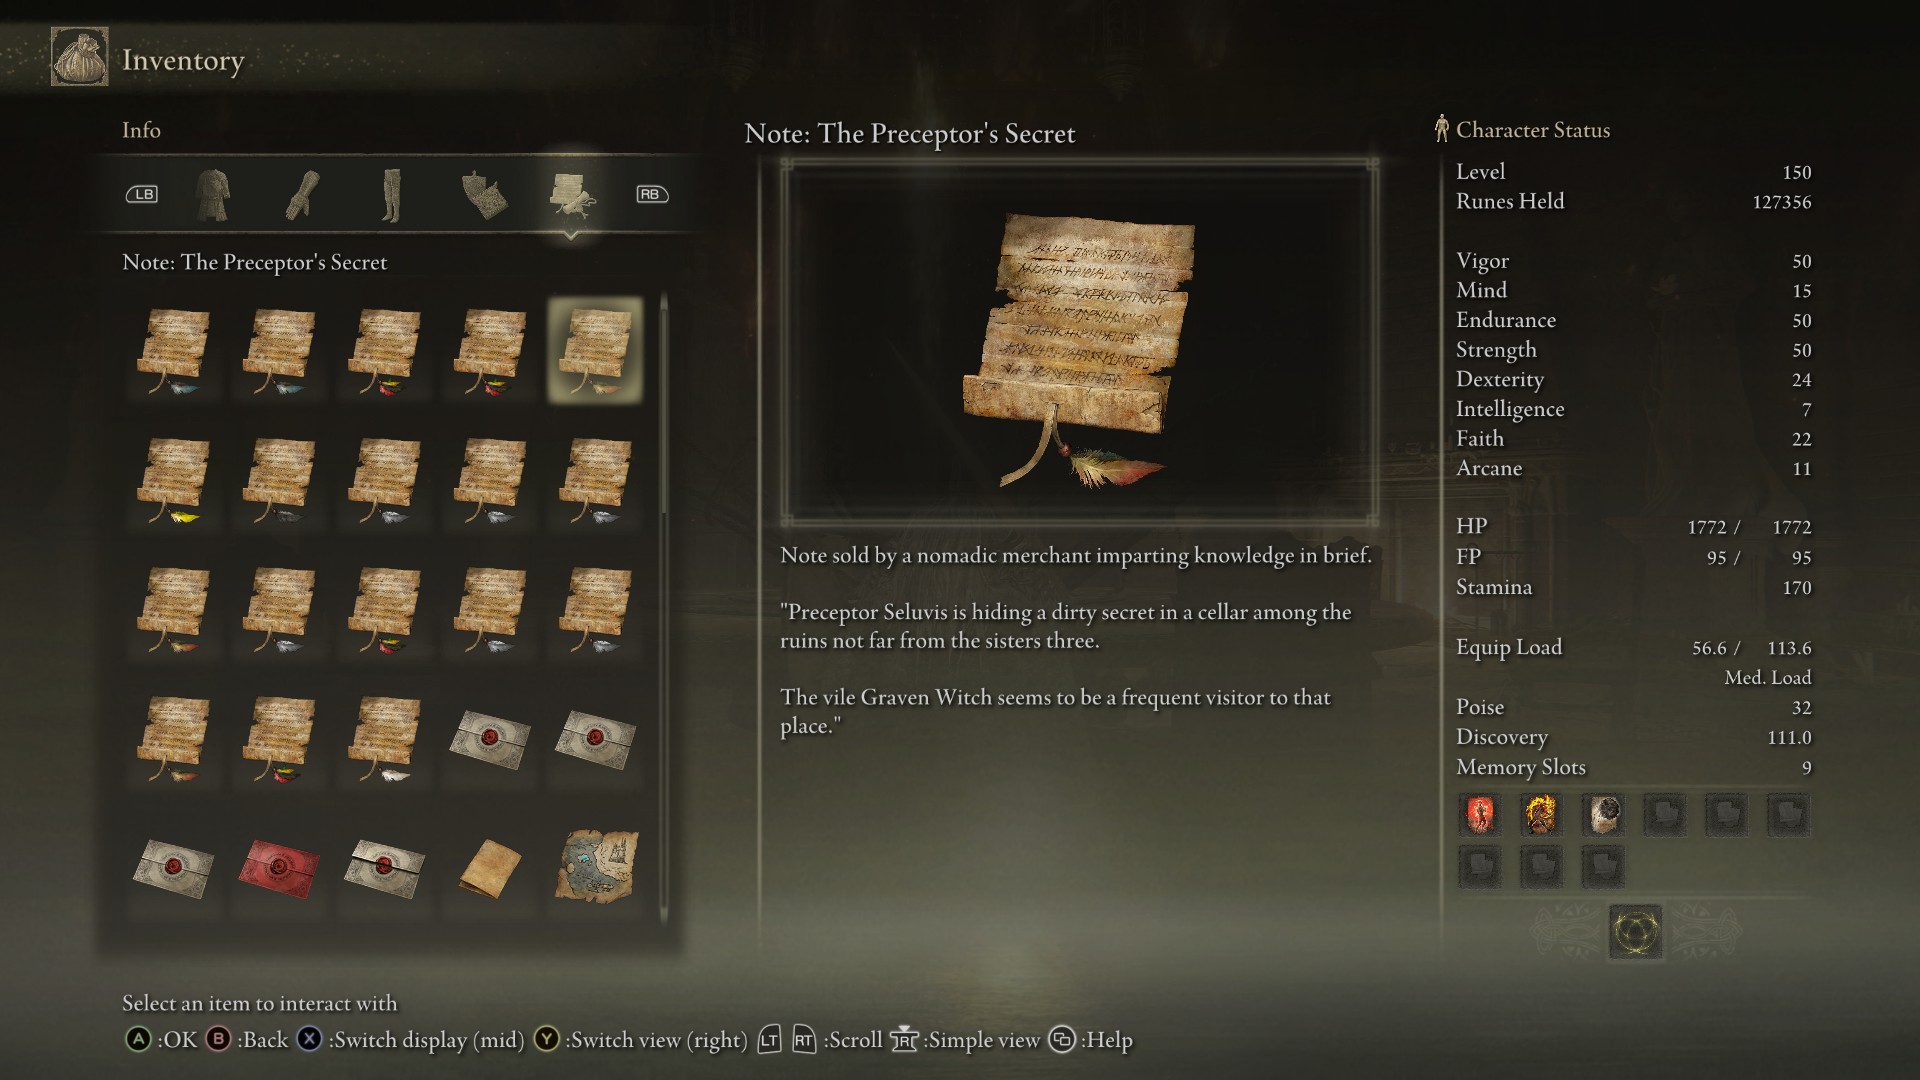 Inventory
Info
LB
RB
Note: The Preceptor's Secret
Note: The Preceptor's Secret
Note sold by a nomadic merchant imparting knowledge in brief.
"Preceptor Seluvis is hiding a dirty secret in a cellar among the
ruins not far from the sisters three.
The vile Graven Witch seems to be a frequent visitor to that
place."
Character Status
Level 150
Runes Held 127356
Vigor 50
Mind 15
Endurance 50
Strength 50
Dexterity 24
Intelligence 7
Faith 22
Arcane 11
HP 1772 / 1772
FP 95 / 95
Stamina 170
Equip Load 56.6 / 113.6
Med. Load
Poise 32
Discovery 111.0
Memory Slots 9
Select an item to interact with
A :OK B :Back X :Switch display (mid) Y :Switch view (right) LT RT :Scroll R :Simple view :Help